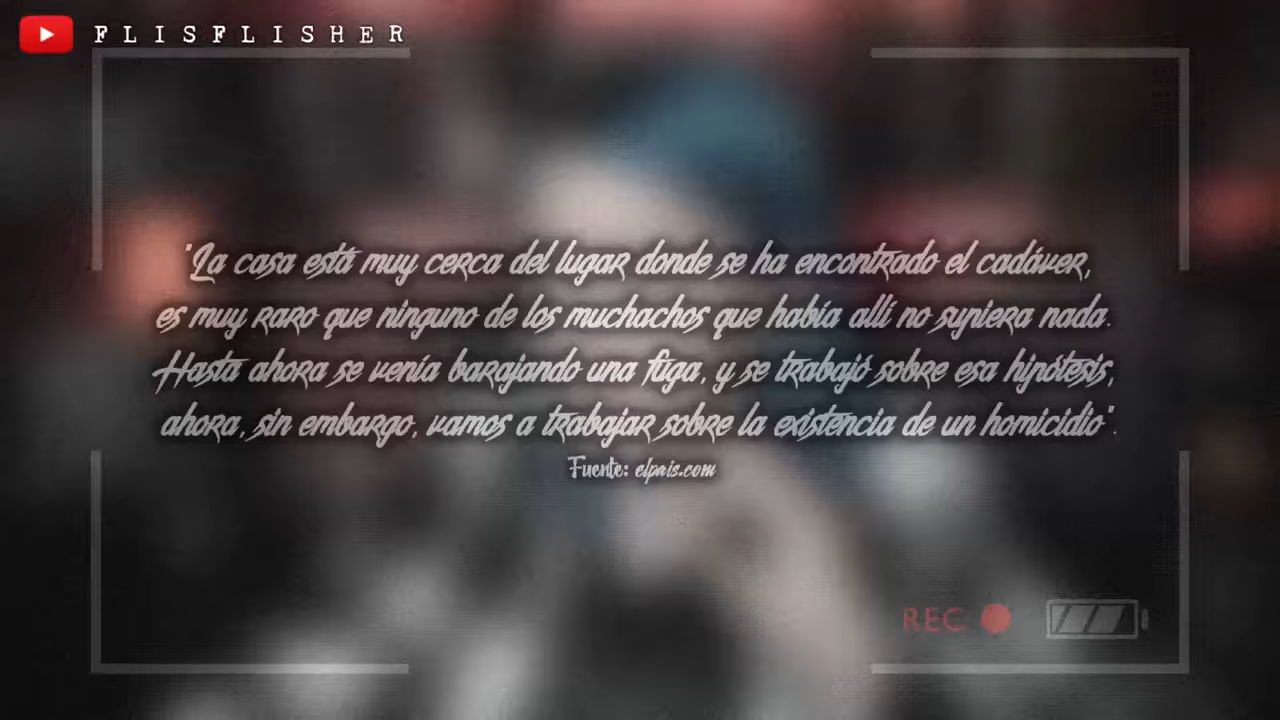 FLISFLISHER
"La casa está muy cerca del lugar donde se ha encontrado el cadáver,
es muy raro que ninguno de los muchachos que había allí no supiera nada.
Hasta ahora se venía barajando una fuga, y se trabajó sobre esa hipótesis,
ahora, sin embargo, vamos a trabajar sobre la existencia de un homicidio".
Fuente: elpais.com
REC